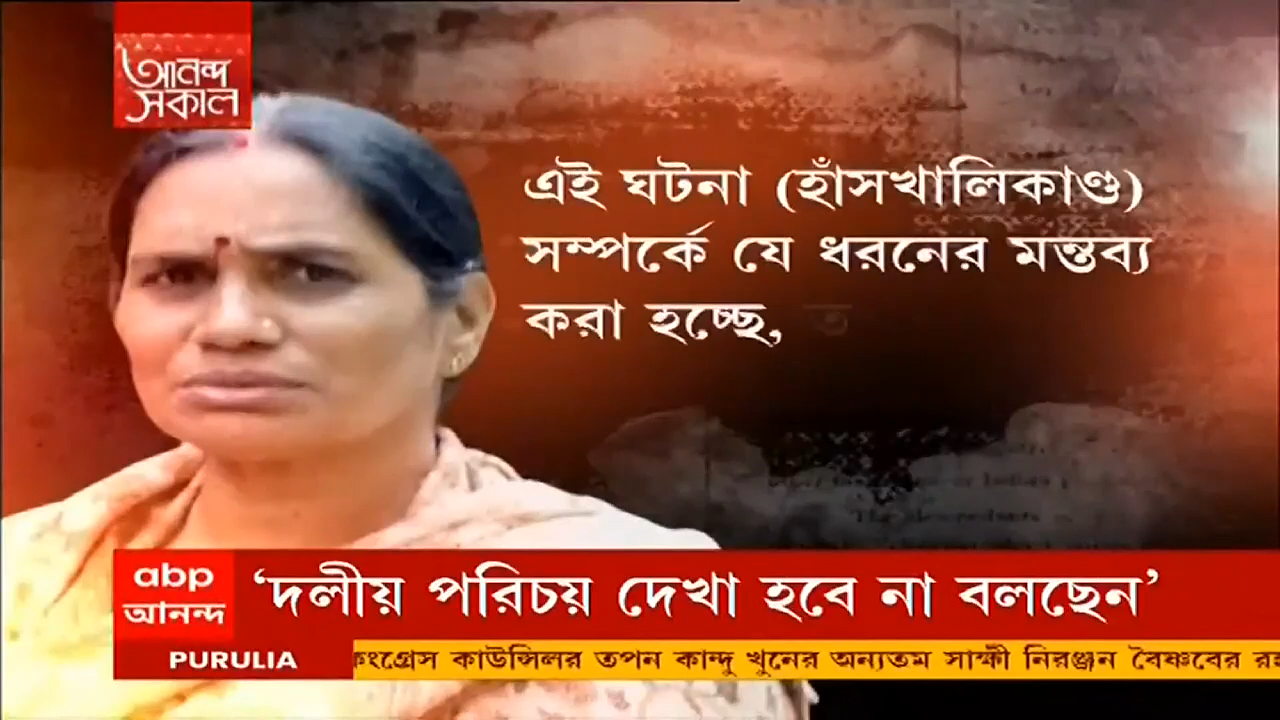 আনন্দ
সকাল
এই ঘটনা (হাঁসখালিকাণ্ড)
সম্পর্কে যে ধরনের মন্তব্য
করা হচ্ছে, ত
abp
আনন্দ
‘দলীয় পরিচয় দেখা হবে না বলছেন’
PURULIA
কংগ্রেস কাউন্সিলর তপন কান্দু খুনের অন্যতম সাক্ষী নিরঞ্জন বৈষ্ণবের রহ